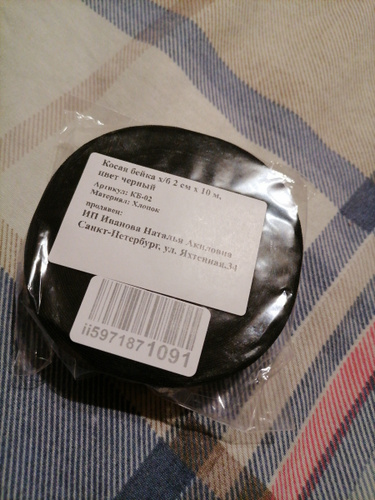 Косая бейка х/б 2 см х 10 м.
цвет черный
Артикул: КБ-02
Материал: Хлопок
продавец:
ИП Иванова Наталья Акиловна
Санкт-Петербург, ул. Яхтенная,34
ii5971871091